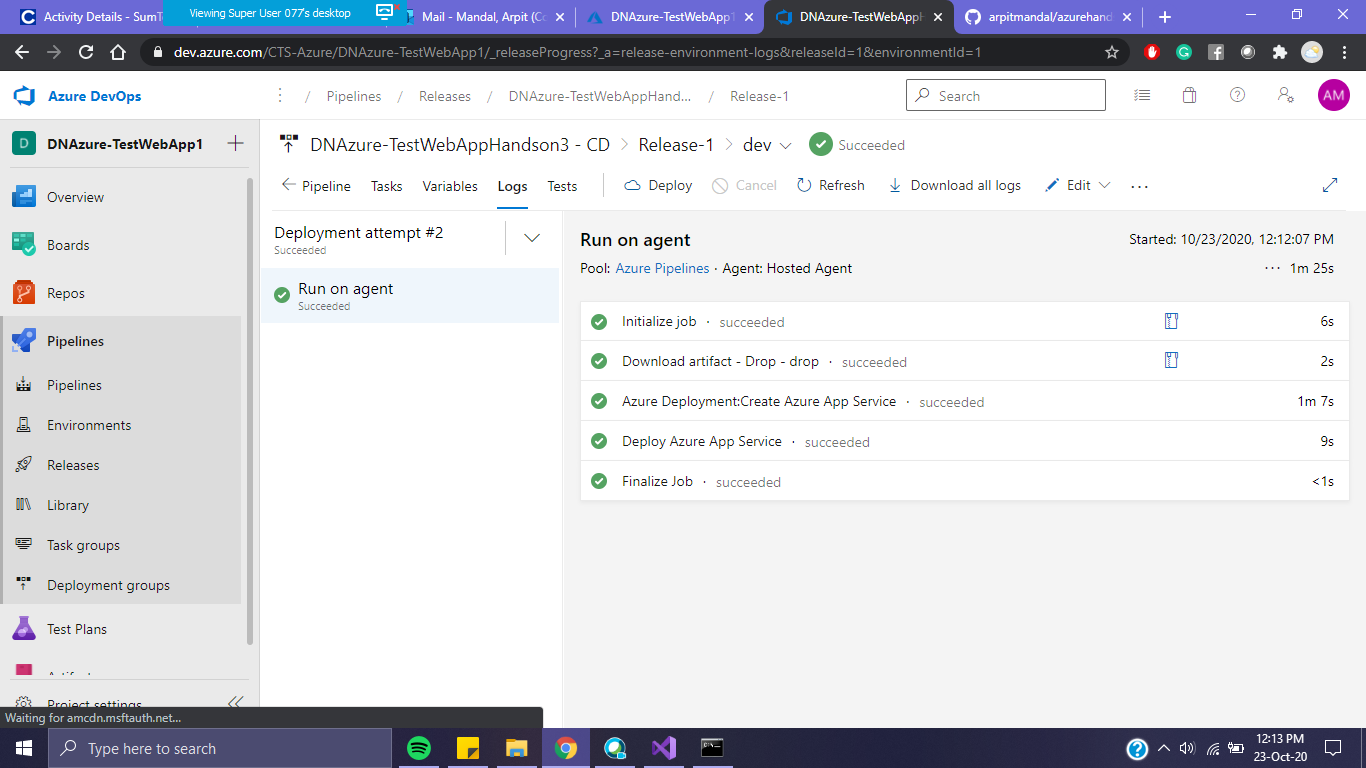 Activity Details - SumT
Viewing Super User 077's desktop
Mail - Mandal, Arpit (Co
DNAzure-TestWebAppT
DNAzure-TestWebAppH
arpitmandal/azurehand
dev.azure.com/CTS-Azure/DNAzure-TestWebApp1/_releaseProgress?_a=release-environment-logs&releaseId=1&environmentId=1
Azure DevOps
/ Pipelines / Releases / DNAzure-TestWebAppHand... / Release-1
Search
AM
D
DNAzure-TestWebApp1
DNAzure-TestWebAppHandson3 - CD > Release-1 > dev
Succeeded
Pipeline Tasks Variables Logs Tests Deploy Cancel Refresh Download all logs Edit ...
Overview
Boards
Repos
Pipelines
Pipelines
Environments
Releases
Library
Task groups
Deployment groups
Test Plans
Project settings
Waiting for amcdn.msftauth.net...
Deployment attempt #2
Succeeded
Run on agent
Succeeded
Run on agent
Started: 10/23/2020, 12:12:07 PM
Pool: Azure Pipelines · Agent: Hosted Agent
... 1m 25s
Initialize job · succeeded 6s
Download artifact - Drop - drop · succeeded 2s
Azure Deployment:Create Azure App Service · succeeded 1m 7s
Deploy Azure App Service · succeeded 9s
Finalize Job · succeeded <1s
Type here to search
12:13 PM
23-Oct-20